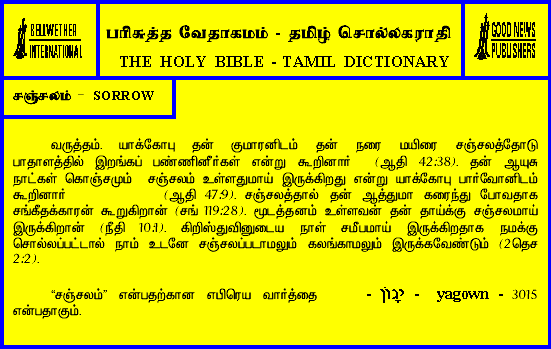 BELLWETHER INTERNATIONAL
பரிசுத்த வேதாகமம் - தமிழ் சொல்லகராதி
THE HOLY BIBLE - TAMIL DICTIONARY
GOOD NEWS PUBLISHERS
சஞ்சலம் - SORROW
வருத்தம். யாக்கோபு தன் குமாரனிடம் தன் நரை மயிரை சஞ்சலத்தோடு
பாதாளத்தில் இறங்கப் பண்ணினீர்கள் என்று கூறினார் (ஆதி 42:38). தன் ஆயுசு
நாட்கள் கொஞ்சமும் சஞ்சலம் உள்ளதுமாய் இருக்கிறது என்று யாக்கோபு பார்வோனிடம்
கூறினார் (ஆதி 47:9). சஞ்சலத்தால் தன் ஆத்துமா கரைந்து போவதாக
சங்கீதக்காரன் கூறுகிறான் (சங் 119:28). மூடத்தனம் உள்ளவன் தன் தாய்க்கு சஞ்சலமாய்
இருக்கிறான் (நீதி 10:1). கிறிஸ்துவினுடைய நாள் சமீபமாய் இருக்கிறதாக நமக்கு
சொல்லப்பட்டால் நாம் உடனே சஞ்சலப்படாமலும் கலங்காமலும் இருக்கவேண்டும் (2தெச
2:2).
“சஞ்சலம்” என்பதற்கான எபிரெய வார்த்தை - יָגוֹן - yagown - 3015
என்பதாகும்.